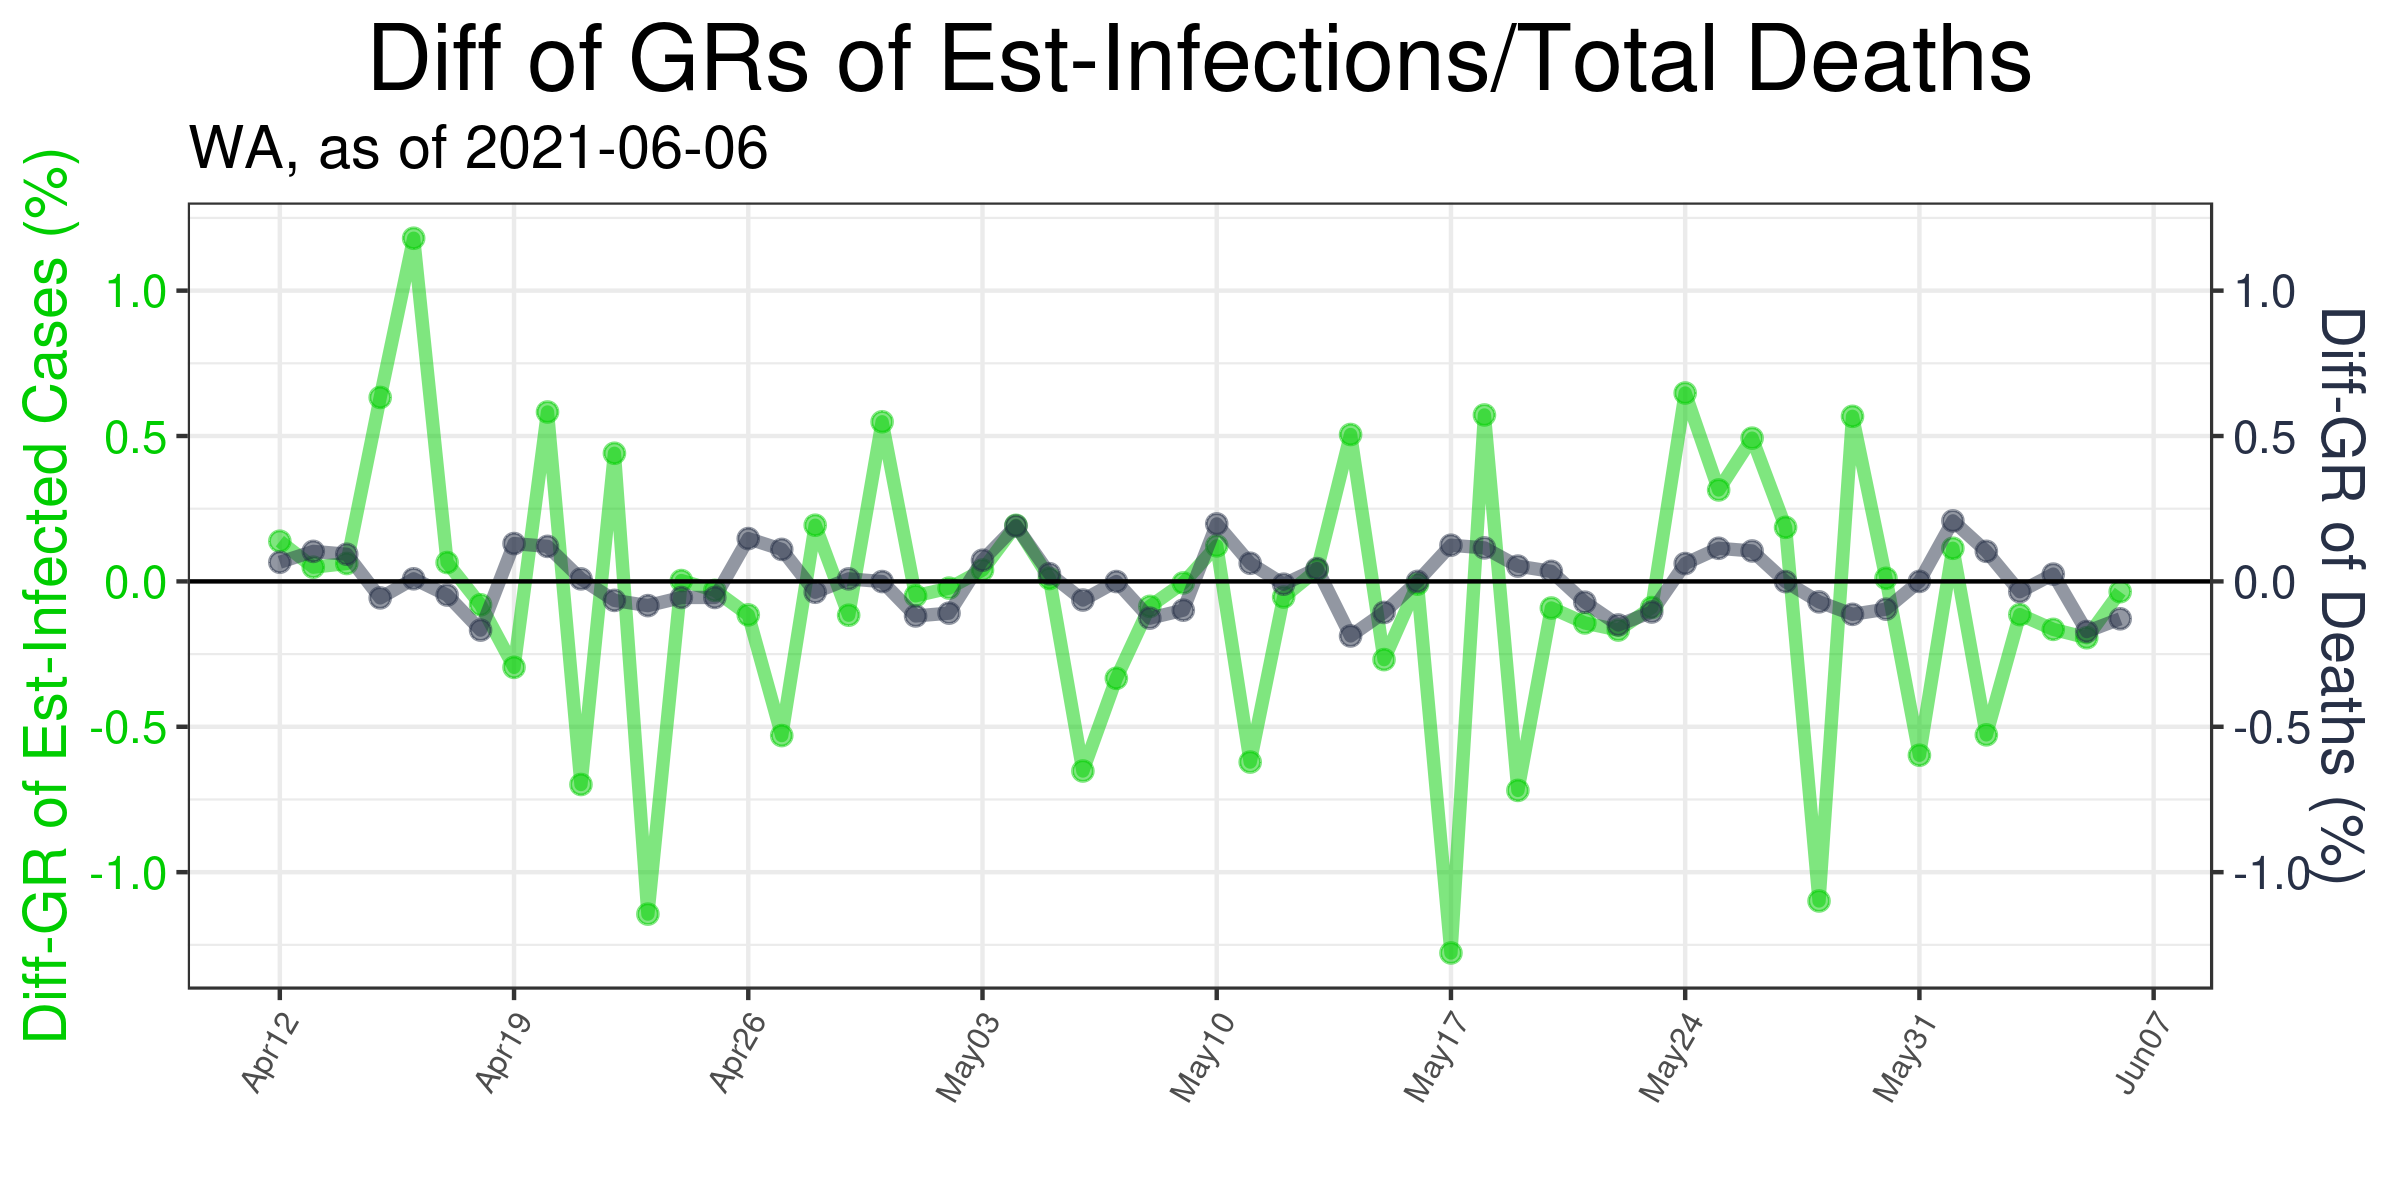 Diff of GRs of Est-Infections/Total Deaths
WA, as of 2021-06-06
Diff-GR of Est-Infected Cases (%)
1.0
0.5
0.0
-0.5
-1.0
1.0
0.5
0.0
-0.5
-1.0
Diff-GR of Deaths (%)
Apr12
Apr19
Apr26
May03
May10
May17
May24
May31
Jun07